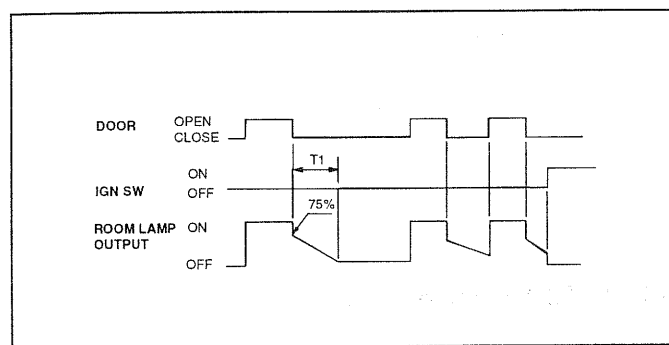 DOOR OPEN
CLOSE
T1
ON
IGN SW OFF
75%
ROOM LAMP ON
OUTPUT
OFF